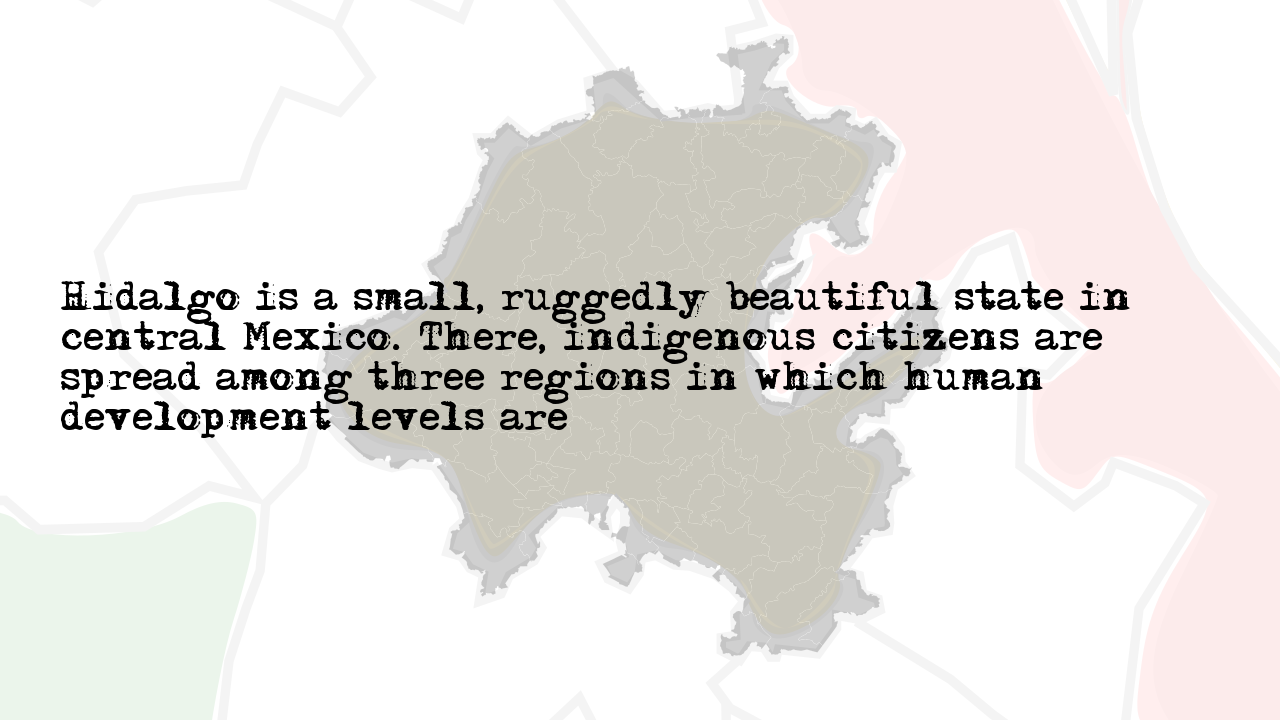 Hidalgo is a small, ruggedly beautiful state in
central Mexico. There, indigenous citizens are
spread among three regions in which human
development levels are